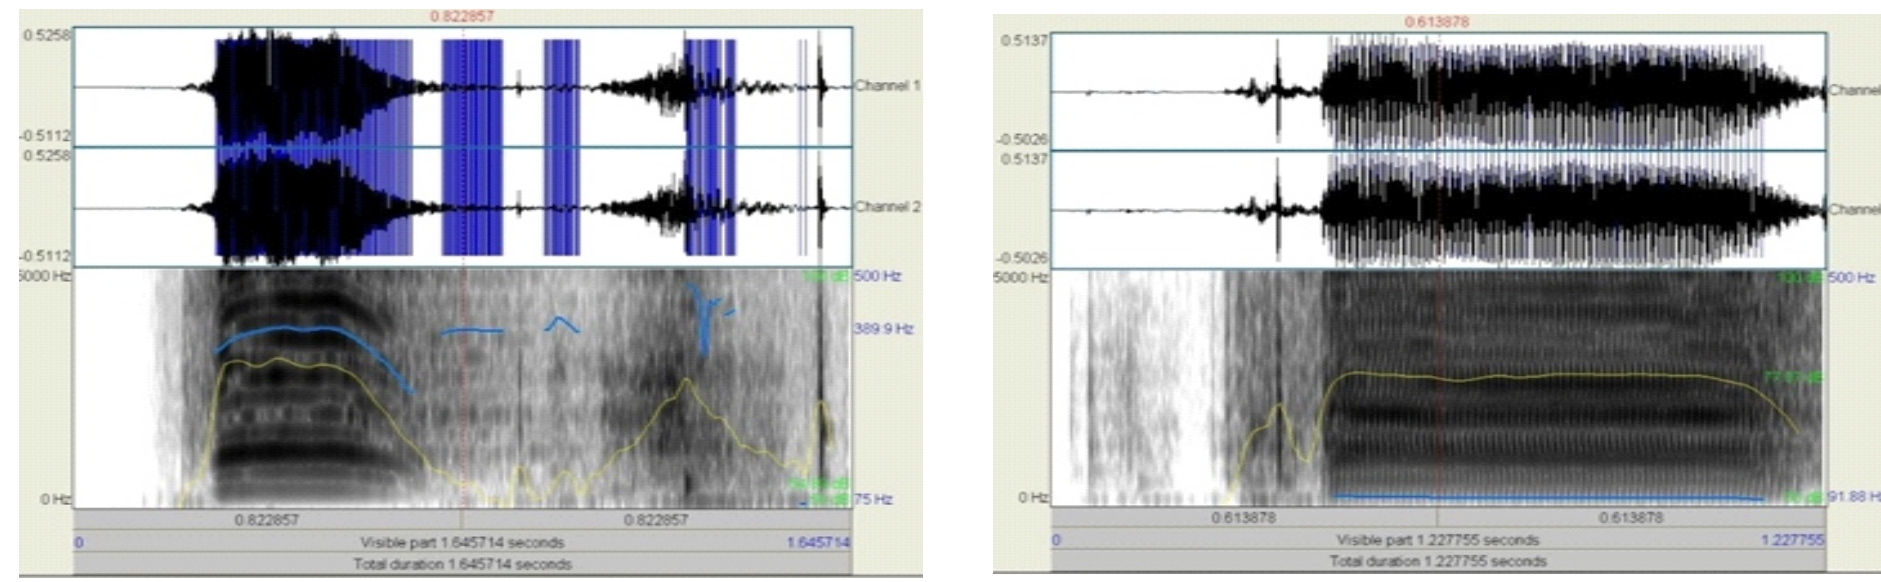 0.822857
0.5258
Channel 1
-0.5112
0.5258
Channel 2
-0.5112
5000 Hz
500 Hz
389.9 Hz
0 Hz
75 Hz
0.822857
0.822857
0
Visible part 1.645714 seconds
1.645714
Total duration 1.645714 seconds
0.613878
0.5137
Channel
-0.5026
0.5137
Channel
-0.5026
5000 Hz
500 Hz
0 Hz
91.88 H
0.613878
0.613878
0
Visible part 1.227755 seconds
1.227755
Total duration 1.227755 seconds